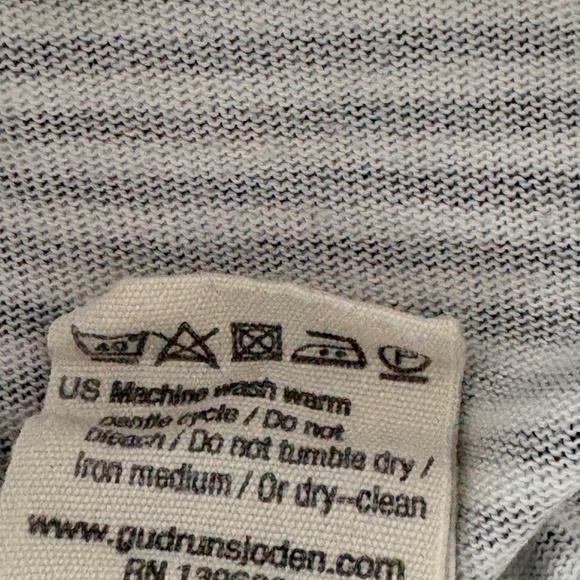 US Machine wash warm
gentle cycle / Do not
bleach / Do not tumble dry /
Iron medium / Or dry-clean
www.gudrunsjoden.com
RN